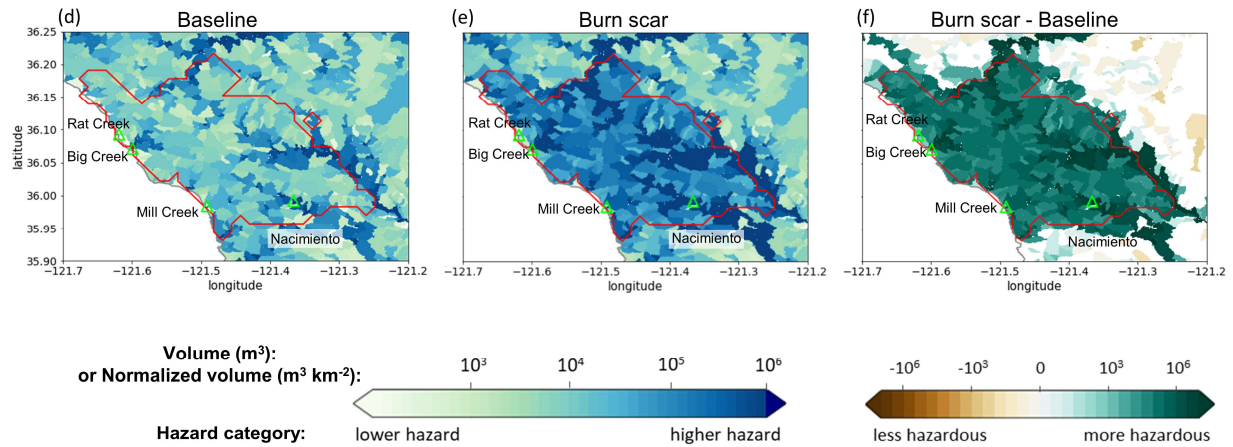 (d) Baseline (e) Burn scar (f) Burn scar - Baseline
36.25
36.20
36.15
36.10
36.05
36.00
35.95
35.90
latitude
Rat Creek
Big Creek
Mill Creek
Nacimiento
−121.7 −121.6 −121.5 −121.4 −121.3 −121.2
longitude
Rat Creek
Big Creek
Mill Creek
Nacimiento
−121.7 −121.6 −121.5 −121.4 −121.3 −121.2
longitude
Rat Creek
Big Creek
Mill Creek
Nacimiento
−121.7 −121.6 −121.5 −121.4 −121.3 −121.2
longitude
Volume (m³):
or Normalized volume (m³ km⁻²):
10³ 10⁴ 10⁵ 10⁶
Hazard category:
lower hazard higher hazard
-10⁶ -10³ 0 10³ 10⁶
less hazardous more hazardous